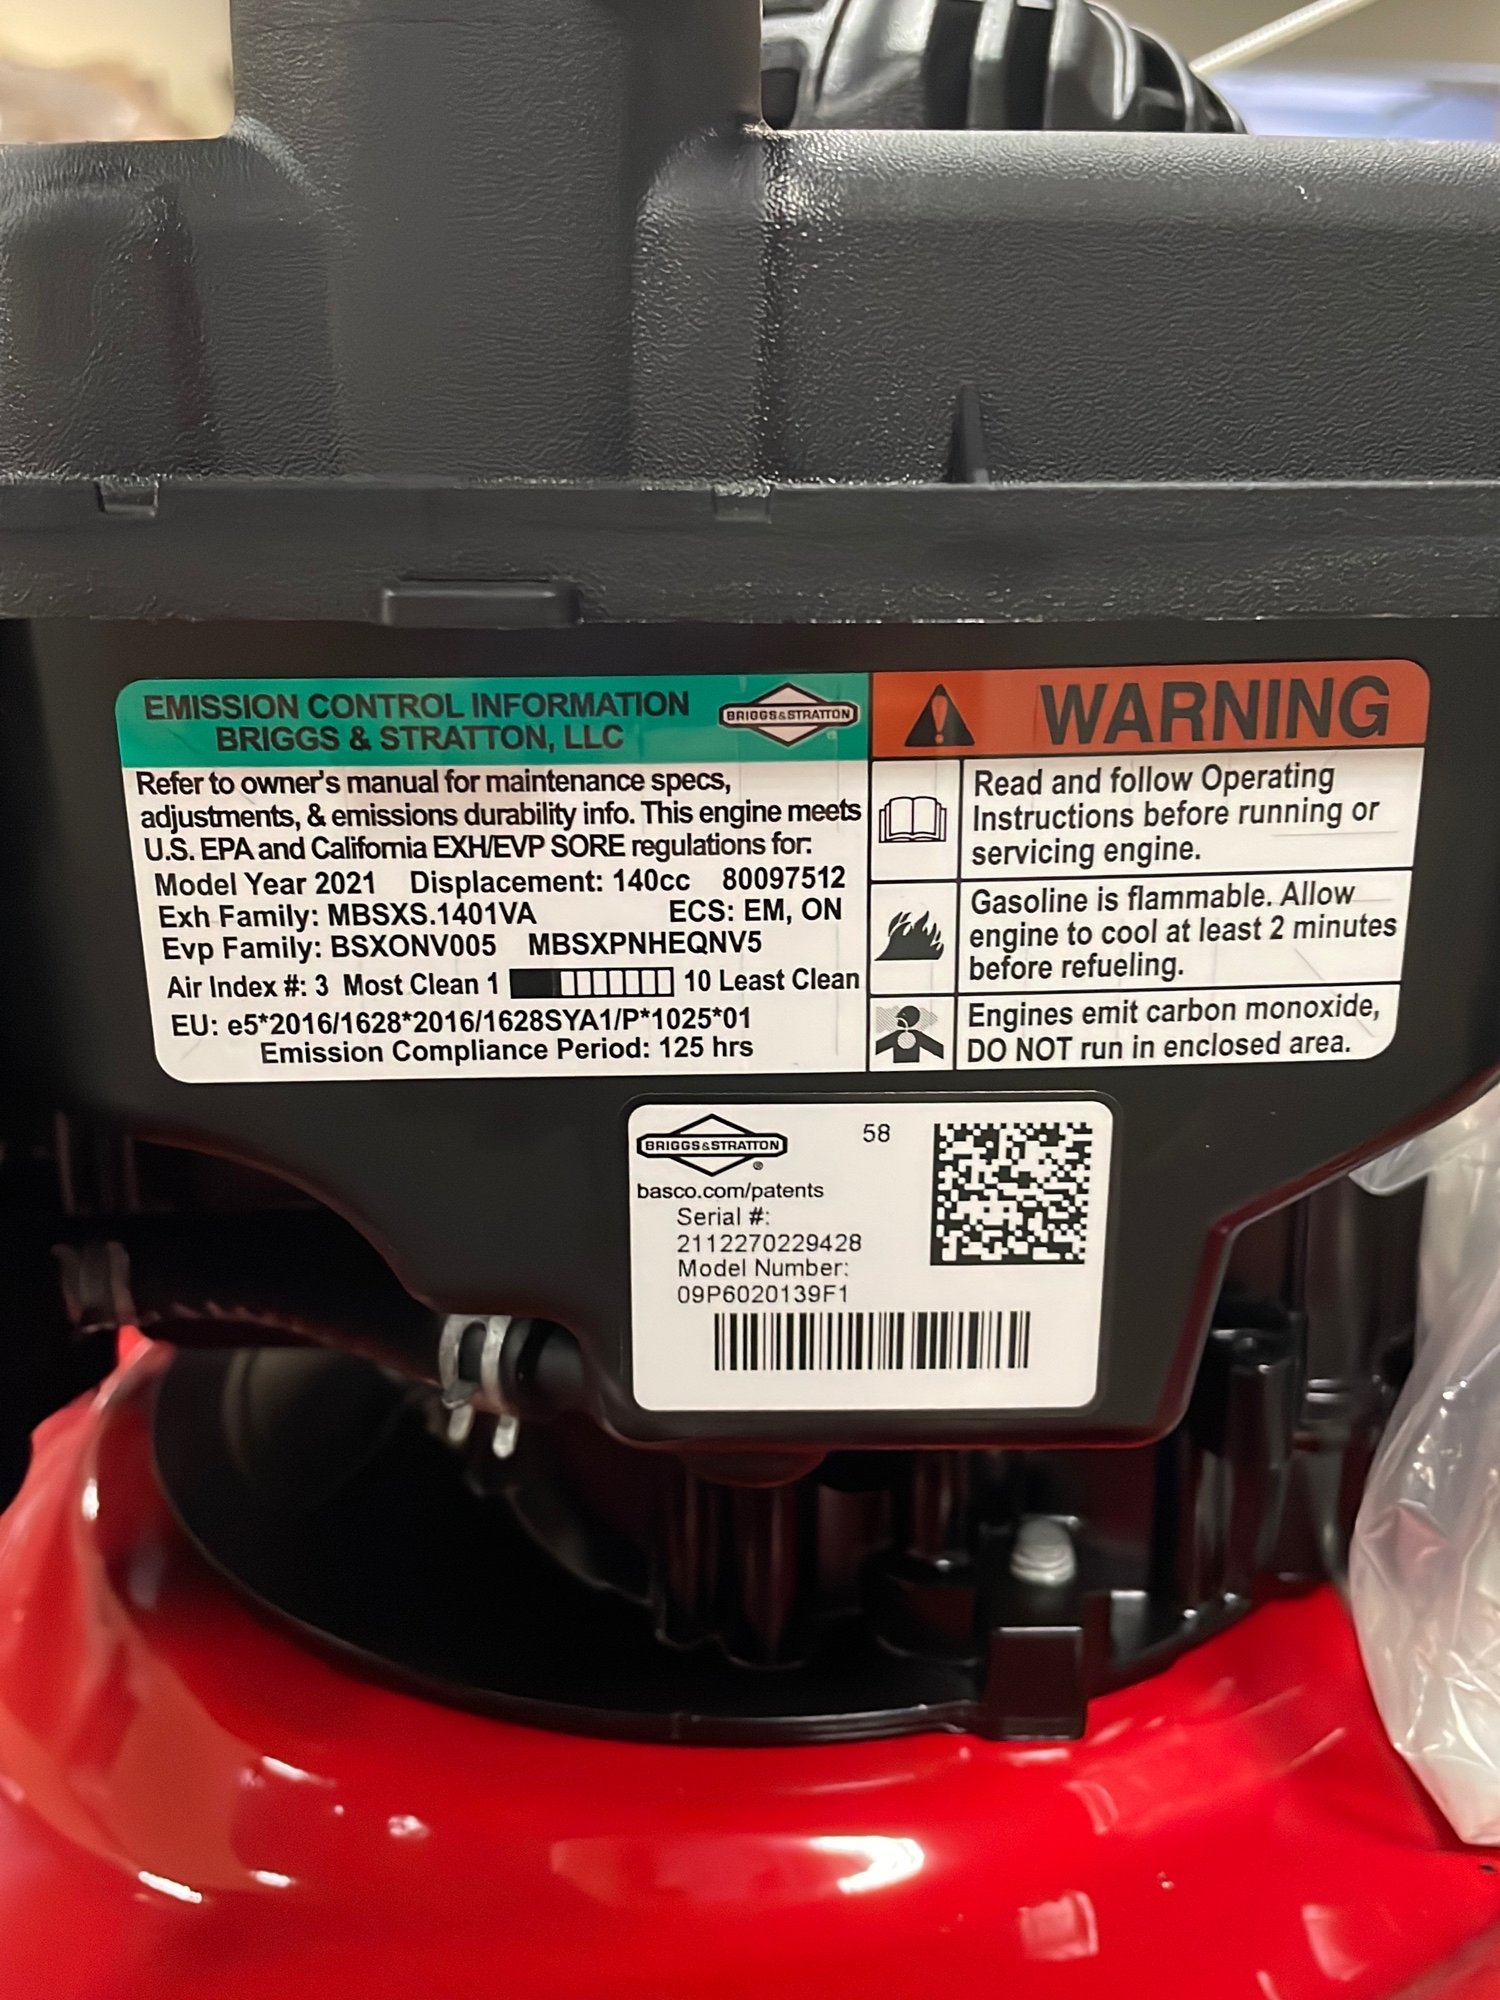 EMISSION CONTROL INFORMATION
BRIGGS & STRATTON, LLC
BRIGGS&STRATTON
Refer to owner's manual for maintenance specs,
adjustments, & emissions durability info. This engine meets
U.S. EPA and California EXH/EVP SORE regulations for:
Model Year 2021 Displacement: 140cc 80097512
Exh Family: MBSXS.1401VA ECS: EM, ON
Evp Family: BSXONV005 MBSXPNHEQNV5
Air Index #: 3 Most Clean 1 10 Least Clean
EU: e5*2016/1628*2016/1628SYA1/P*1025*01
Emission Compliance Period: 125 hrs
WARNING
Read and follow Operating
Instructions before running or
servicing engine.
Gasoline is flammable. Allow
engine to cool at least 2 minutes
before refueling.
Engines emit carbon monoxide,
DO NOT run in enclosed area.
BRIGGS&STRATTON
®
58
basco.com/patents
Serial #:
2112270229428
Model Number:
09P6020139F1